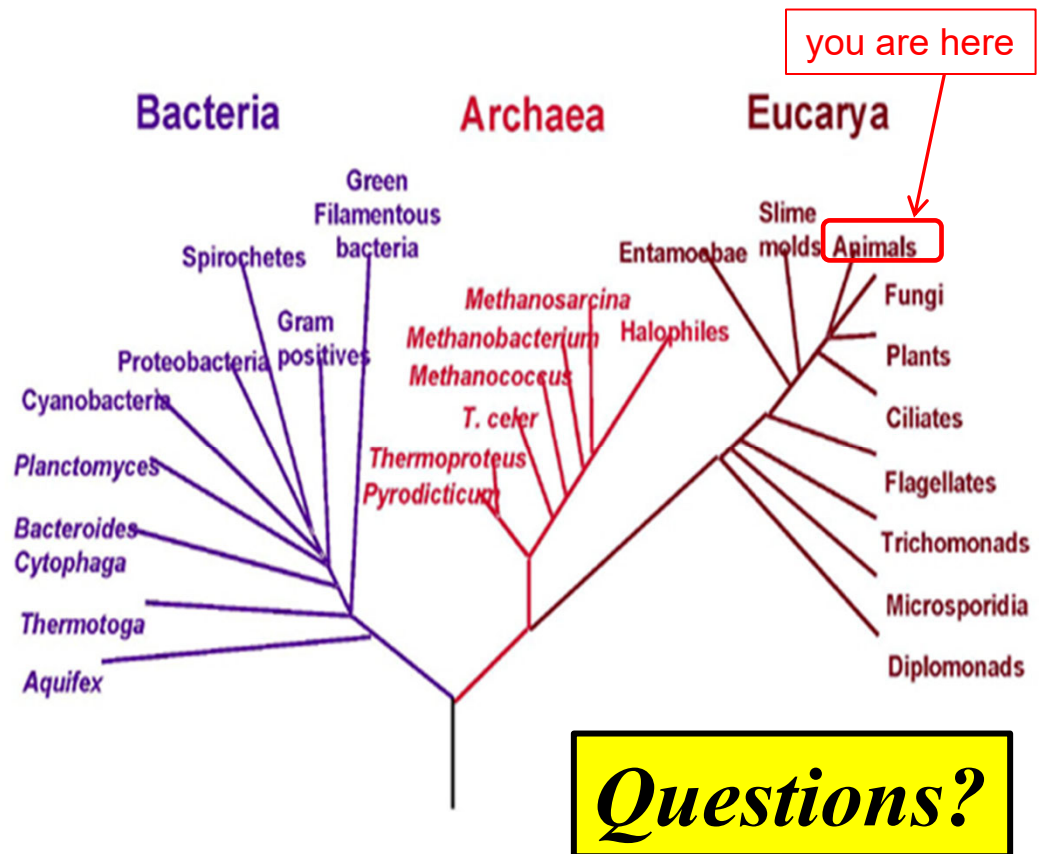 you are here
Bacteria
Archaea
Eucarya
Green
Filamentous
bacteria
Spirochetes
Gram
positives
Proteobacteria
Cyanobacteria
Planctomyces
Bacteroides
Cytophaga
Thermotoga
Aquifex
Methanosarcina
Methanobacterium
Halophiles
Methanococcus
T. celer
Thermoproteus
Pyrodicticum
Entamoebae
Slime
molds
Animals
Fungi
Plants
Ciliates
Flagellates
Trichomonads
Microsporidia
Diplomonads
Questions?